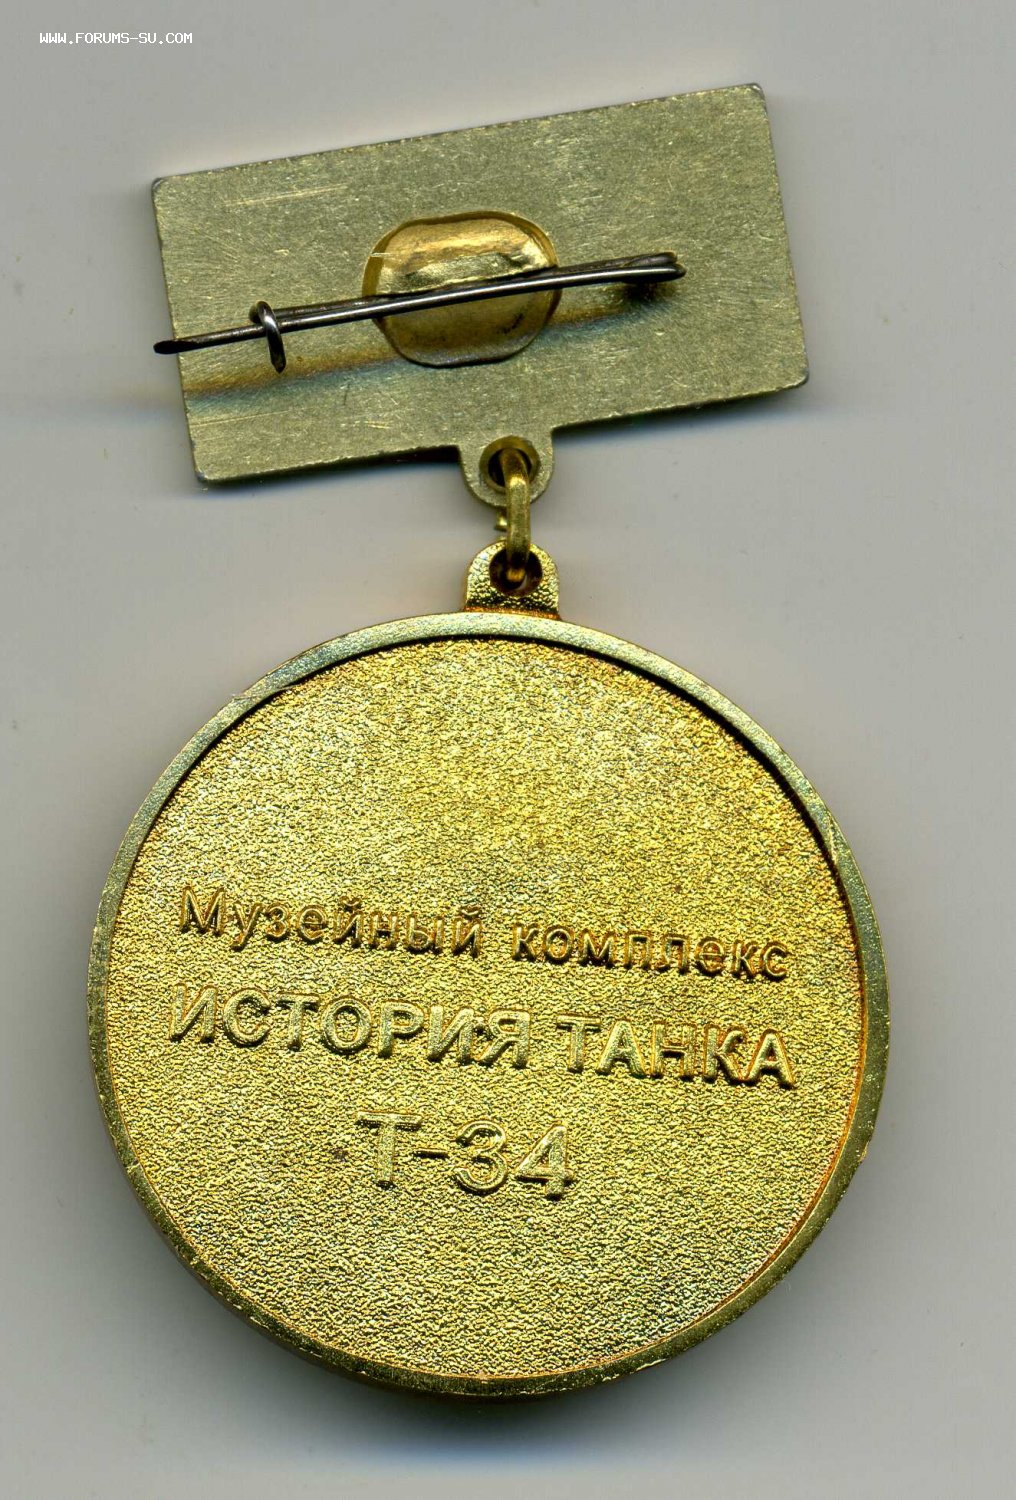 WWW.FORUMS-SU.COM
Музейный комплекс
ИСТОРИЯ ТАНКА
Т-34